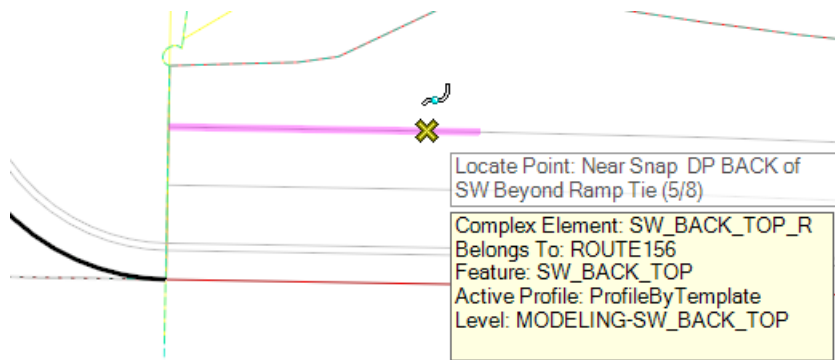 Locate Point: Near Snap  DP BACK of
SW Beyond Ramp Tie (5/8)
Complex Element: SW_BACK_TOP_R
Belongs To: ROUTE156
Feature: SW_BACK_TOP
Active Profile: ProfileByTemplate
Level: MODELING-SW_BACK_TOP